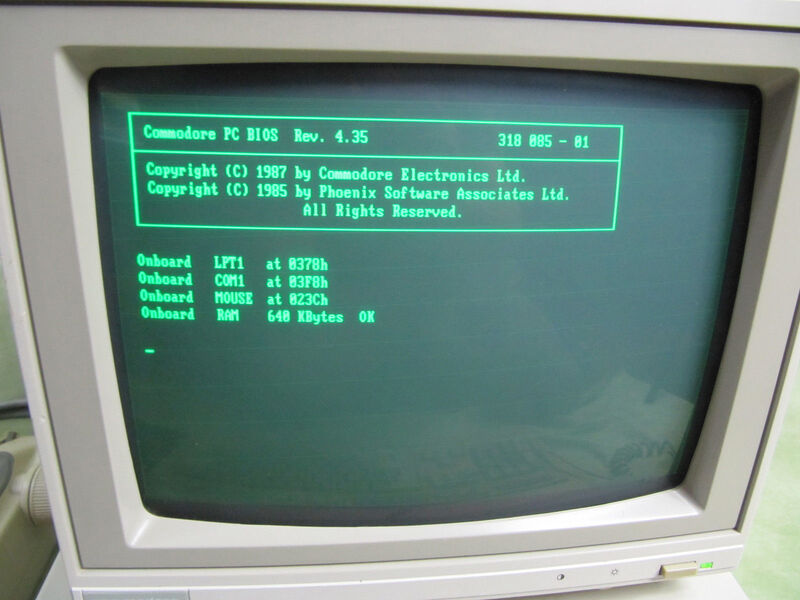 Commodore PC BIOS Rev. 4.35 318 085 - 01
Copyright (C) 1987 by Commodore Electronics Ltd.
Copyright (C) 1985 by Phoenix Software Associates Ltd.
All Rights Reserved.
Onboard LPT1 at 0378h
Onboard COM1 at 03F8h
Onboard MOUSE at 023Ch
Onboard RAM 640 KBytes OK